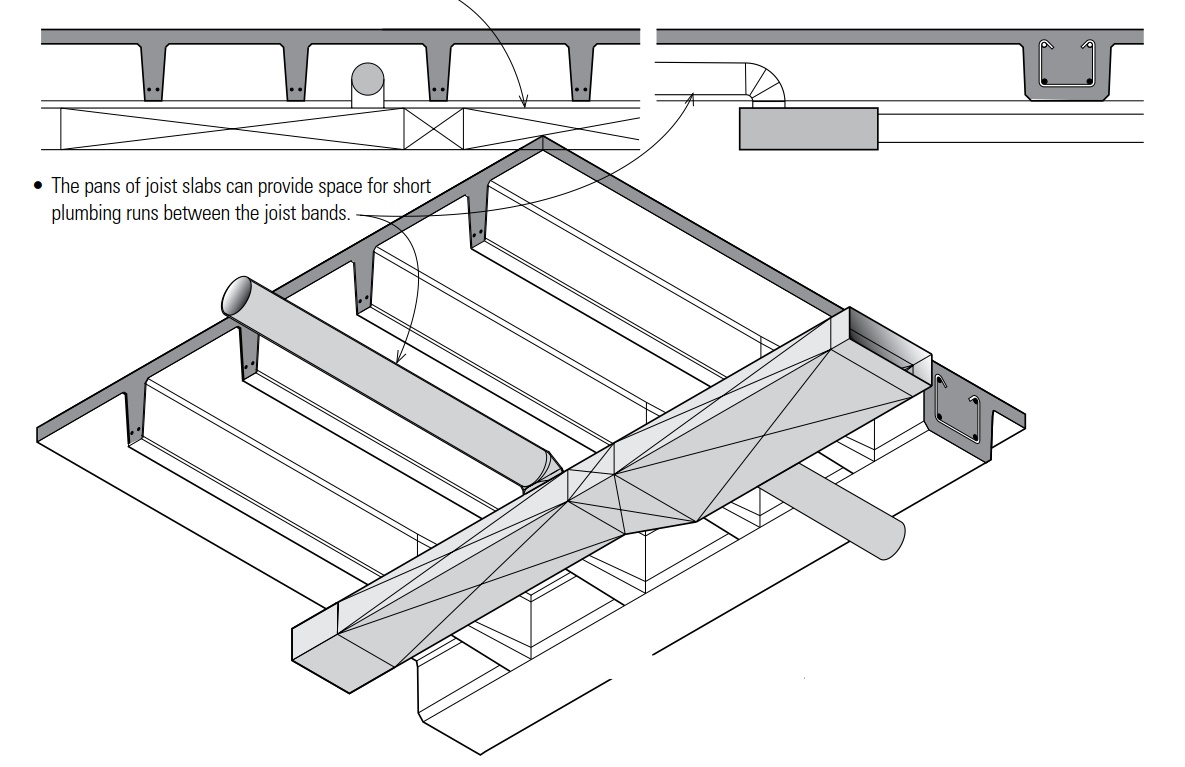 • The pans of joist slabs can provide space for short
plumbing runs between the joist bands.